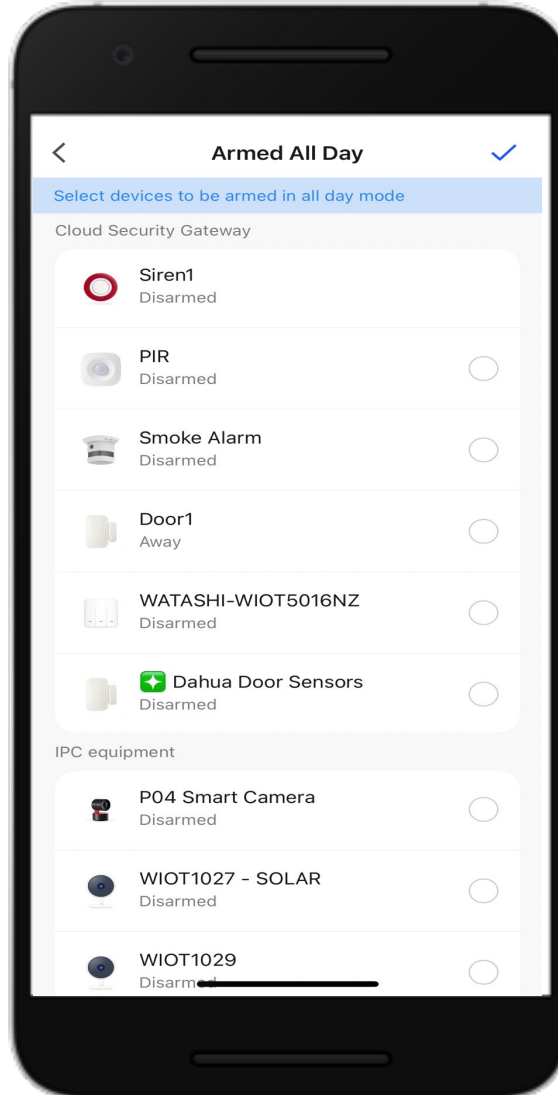 Armed All Day
Select devices to be armed in all day mode
Cloud Security Gateway
Siren1
Disarmed
PIR
Disarmed
Smoke Alarm
Disarmed
Door1
Away
WATASHI-WIOT5016NZ
Disarmed
Dahua Door Sensors
Disarmed
IPC equipment
P04 Smart Camera
Disarmed
WIOT1027 - SOLAR
Disarmed
WIOT1029
Disarmed